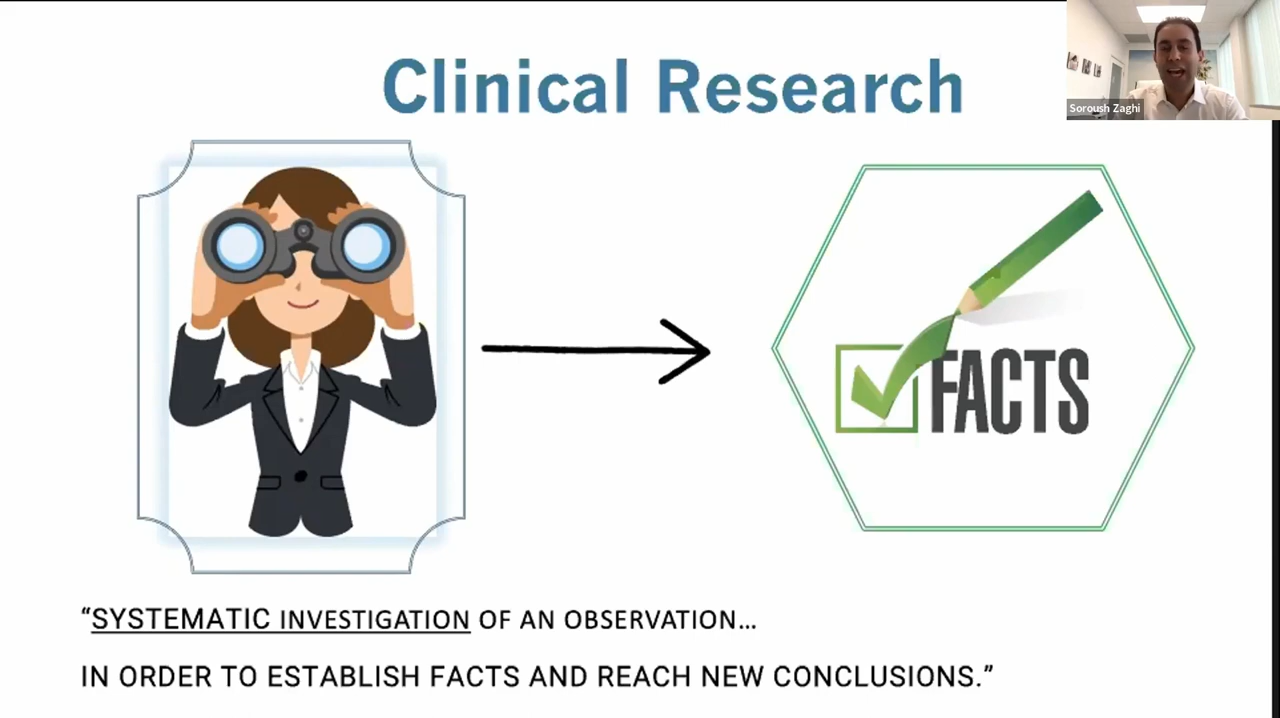 Clinical Research
Soroush Zaghi
FACTS
“SYSTEMATIC INVESTIGATION OF AN OBSERVATION…
IN ORDER TO ESTABLISH FACTS AND REACH NEW CONCLUSIONS.”